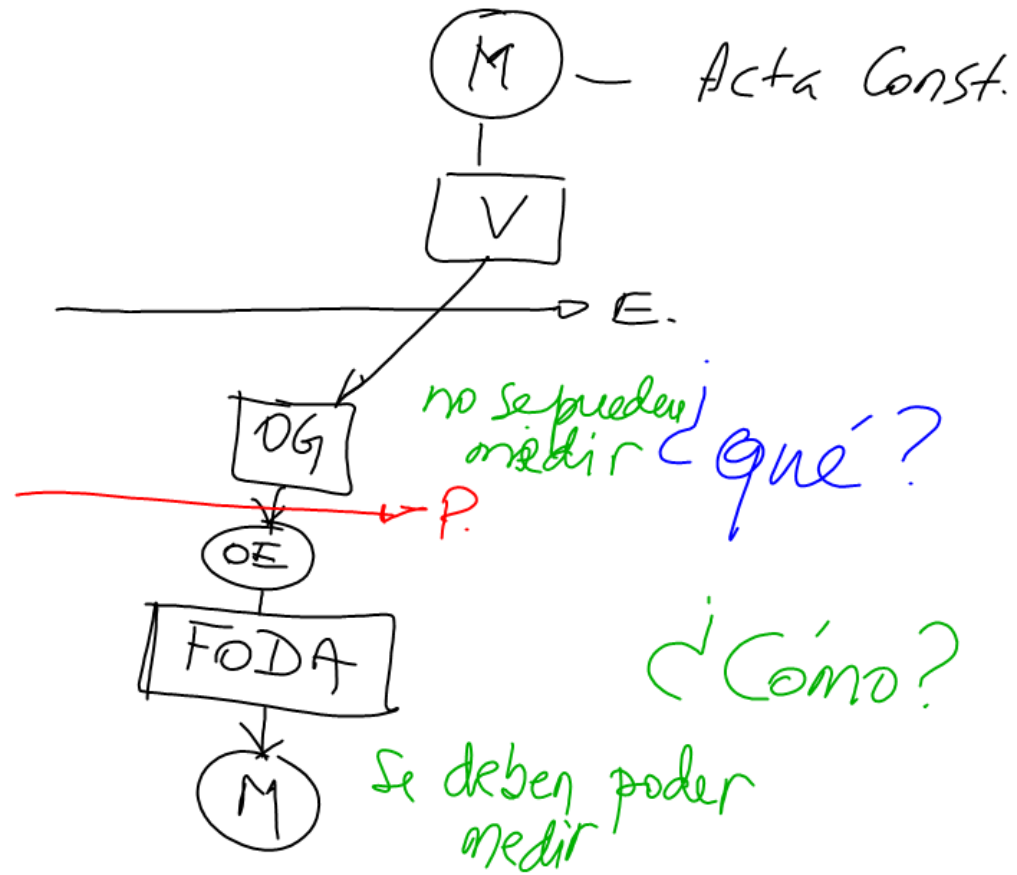 M — Acta Const.
V
E.
OG
no se pueden
medir
¿qué?
P.
OE
FODA
¿Cómo?
M
Se deben poder
medir